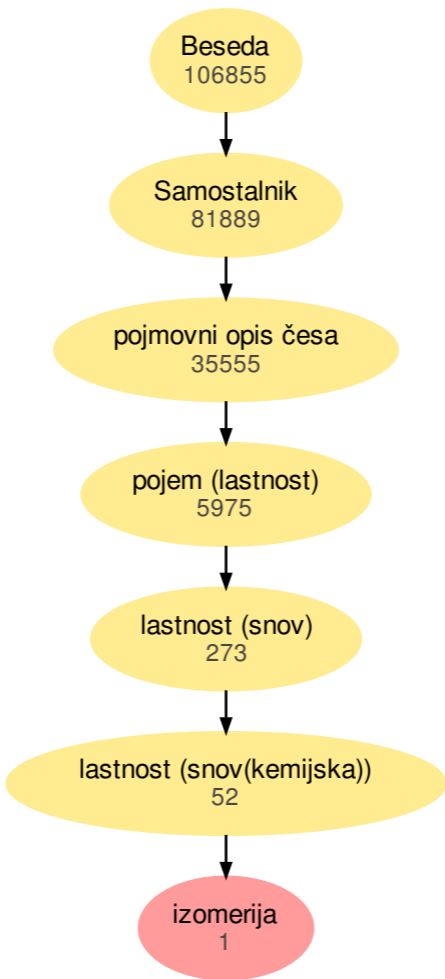 Beseda
106855
Samostalnik
81889
pojmovni opis česa
35555
pojem (lastnost)
5975
lastnost (snov)
273
lastnost (snov(kemijska))
52
izomerija
1